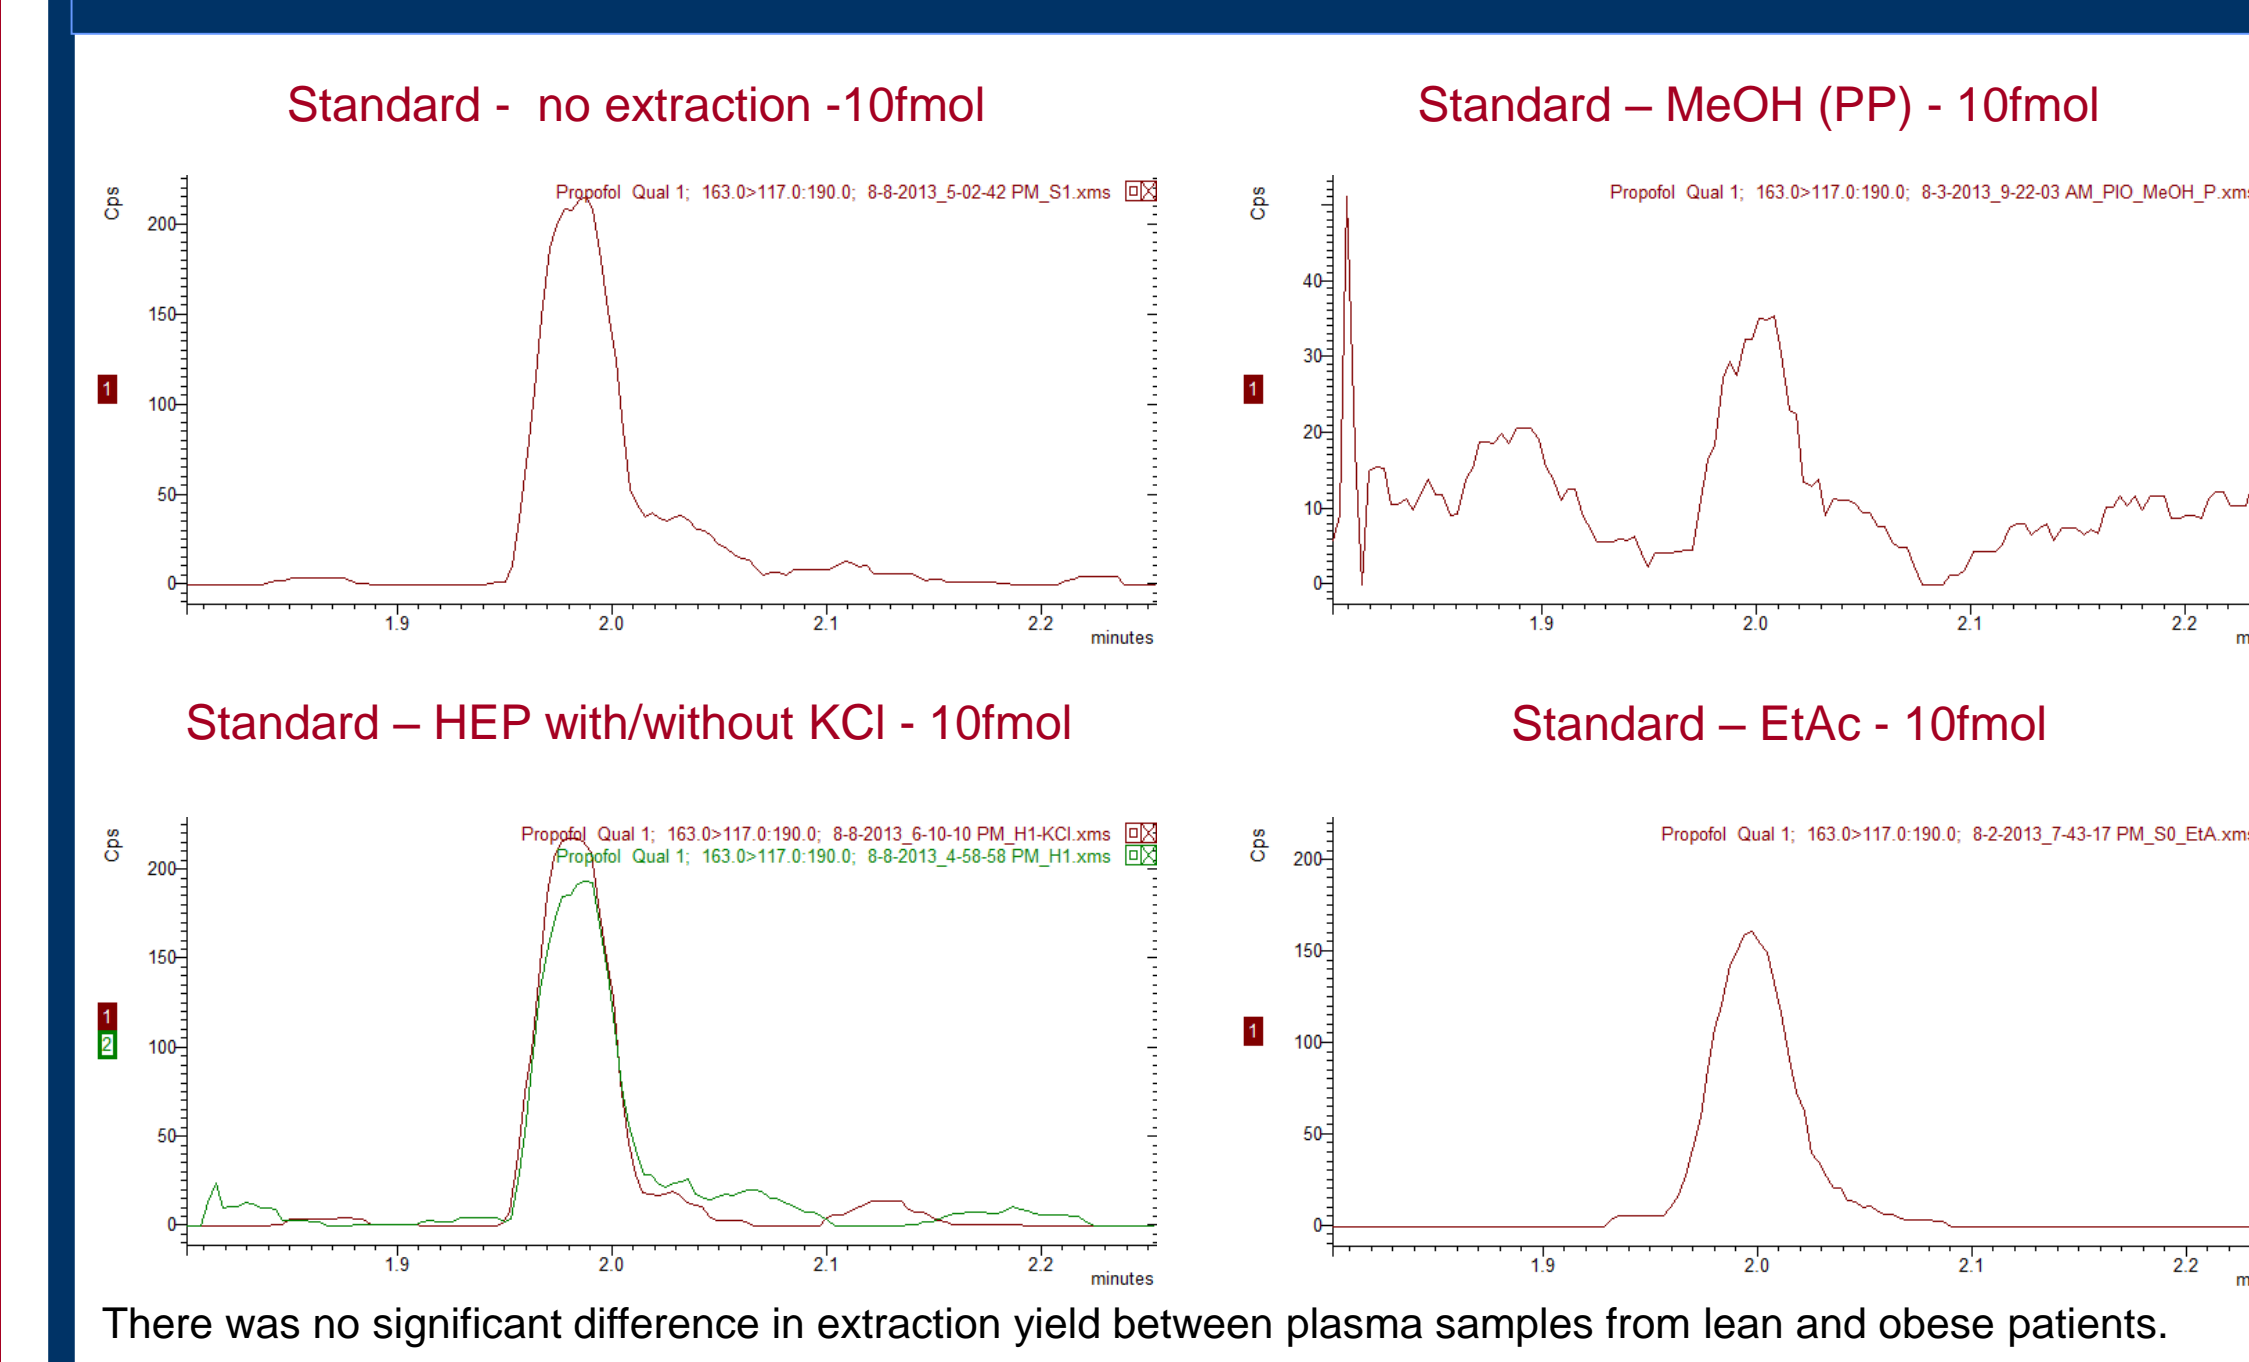 Standard -  no extraction -10fmol
Propofol Qual 1; 163.0>117.0:190.0; 8-8-2013_5-02-42 PM_S1.xms
Cps
200
150
100
50
0
1
1.9
2.0
2.1
2.2
minutes
Standard – MeOH (PP) - 10fmol
Propofol Qual 1; 163.0>117.0:190.0; 8-3-2013_9-22-03 AM_PIO_MeOH_P.xms
Cps
40
30
20
10
0
1
1.9
2.0
2.1
2.2
m
Standard – HEP with/without KCl - 10fmol
Propofol Qual 1; 163.0>117.0:190.0; 8-8-2013_6-10-10 PM_H1-KCl.xms
Propofol Qual 1; 163.0>117.0:190.0; 8-8-2013_4-58-58 PM_H1.xms
Cps
200
150
100
50
0
1
2
1.9
2.0
2.1
2.2
minutes
Standard – EtAc - 10fmol
Propofol Qual 1; 163.0>117.0:190.0; 8-2-2013_7-43-17 PM_S0_EtA.xms
Cps
200
150
100
50
0
1
1.9
2.0
2.1
2.2
m
There was no significant difference in extraction yield between plasma samples from lean and obese patients.